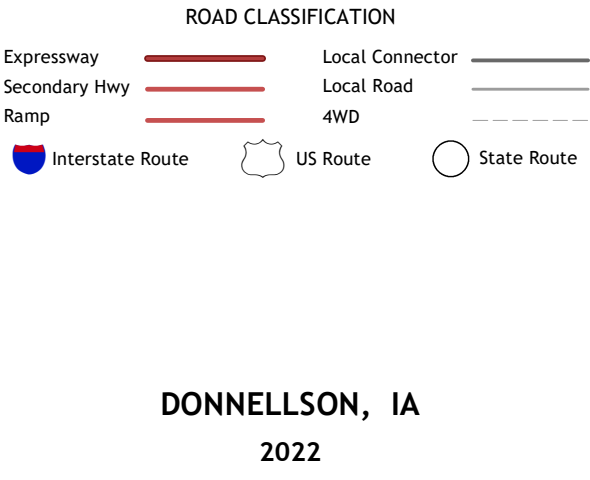 ROAD CLASSIFICATION
Expressway
Local Connector
Secondary Hwy
Local Road
Ramp
4WD
Interstate Route
US Route
State Route
DONNELLSON, IA
2022